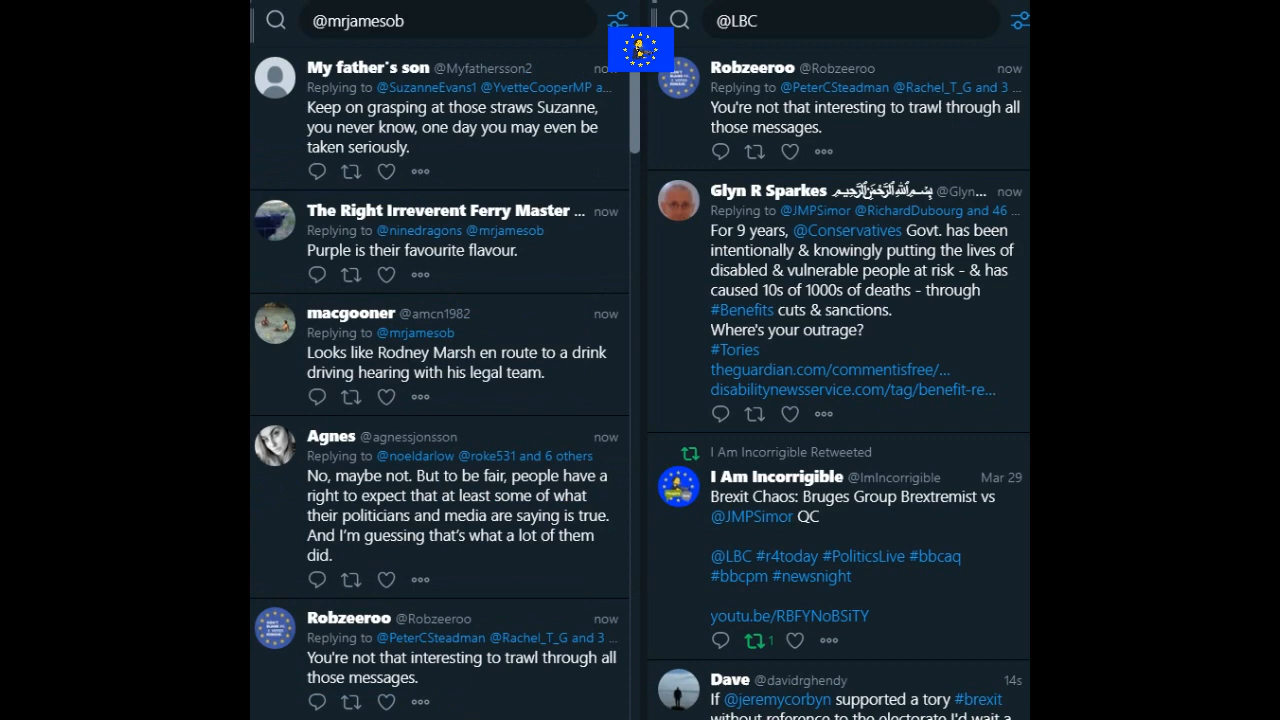 @mrjamesob
My father's son @Myfathersson2 now
Replying to @SuzanneEvans1 @YvetteCooperMP a...
Keep on grasping at those straws Suzanne,
you never know, one day you may even be
taken seriously.
The Right Irreverent Ferry Master ... now
Replying to @ninedragons @mrjamesob
Purple is their favourite flavour.
macgooner @amcn1982 now
Replying to @mrjamesob
Looks like Rodney Marsh en route to a drink
driving hearing with his legal team.
Agnes @agnessjonsson now
Replying to @noeldarlow @roke531 and 6 others
No, maybe not. But to be fair, people have a
right to expect that at least some of what
their politicians and media are saying is true.
And I'm guessing that's what a lot of them
did.
Robzeeroo @Robzeeroo now
Replying to @PeterCSteadman @Rachel_T_G and 3 ...
You're not that interesting to trawl through all
those messages.
@LBC
Robzeeroo @Robzeeroo now
Replying to @PeterCSteadman @Rachel_T_G and 3 ...
You're not that interesting to trawl through all
those messages.
Glyn R Sparkes بِسْمِ ٱللَّٰهِ ٱلرَّحْمَٰنِ ٱلرَّحِيمِ @Glyn... now
Replying to @JMPSimor @RichardDubourg and 46 ...
For 9 years, @Conservatives Govt. has been
intentionally & knowingly putting the lives of
disabled & vulnerable people at risk - & has
caused 10s of 1000s of deaths - through
#Benefits cuts & sanctions.
Where's your outrage?
#Tories
theguardian.com/commentisfree/...
disabilitynewsservice.com/tag/benefit-re...
I Am Incorrigible Retweeted
I Am Incorrigible @ImIncorrigible Mar 29
Brexit Chaos: Bruges Group Brextremist vs
@JMPSimor QC
@LBC #r4today #PoliticsLive #bbcaq
#bbcpm #newsnight
youtu.be/RBFYNoBSiTY
1
Dave @davidrghendy 14s
If @jeremycorbyn supported a tory #brexit
without reference to the electorate I'd wait a